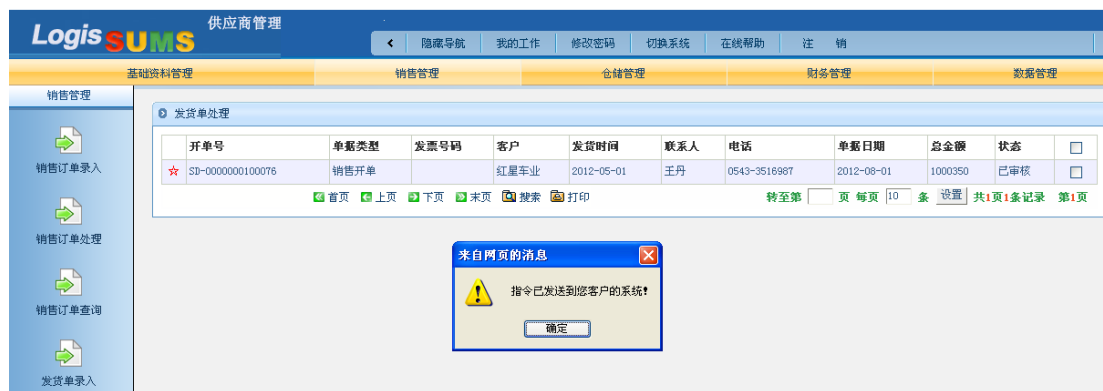 Logis SUMS 供应商管理
隐藏导航 我的工作 修改密码 切换系统 在线帮助 注 销
基础资料管理 销售管理 仓储管理 财务管理 数据管理
销售管理
发货单处理
开单号 单据类型 发票号码 客户 发货时间 联系人 电话 单据日期 总金额 状态
SD-0000000100076 销售开单 红星车业 2012-05-01 王丹 0543-3516987 2012-08-01 1000350 已审核
首页 上页 下页 末页 搜索 打印 转至第 页 每页 10 条 设置 共1页1条记录 第1页
销售订单录入
销售订单处理
销售订单查询
发货单录入
来自网页的消息
指令已发送到您客户的系统!
确定